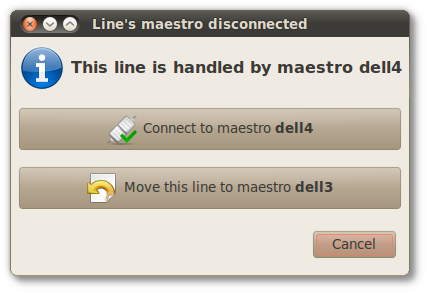 Line's maestro disconnected
This line is handled by maestro dell4
Connect to maestro dell4
Move this line to maestro dell3
Cancel